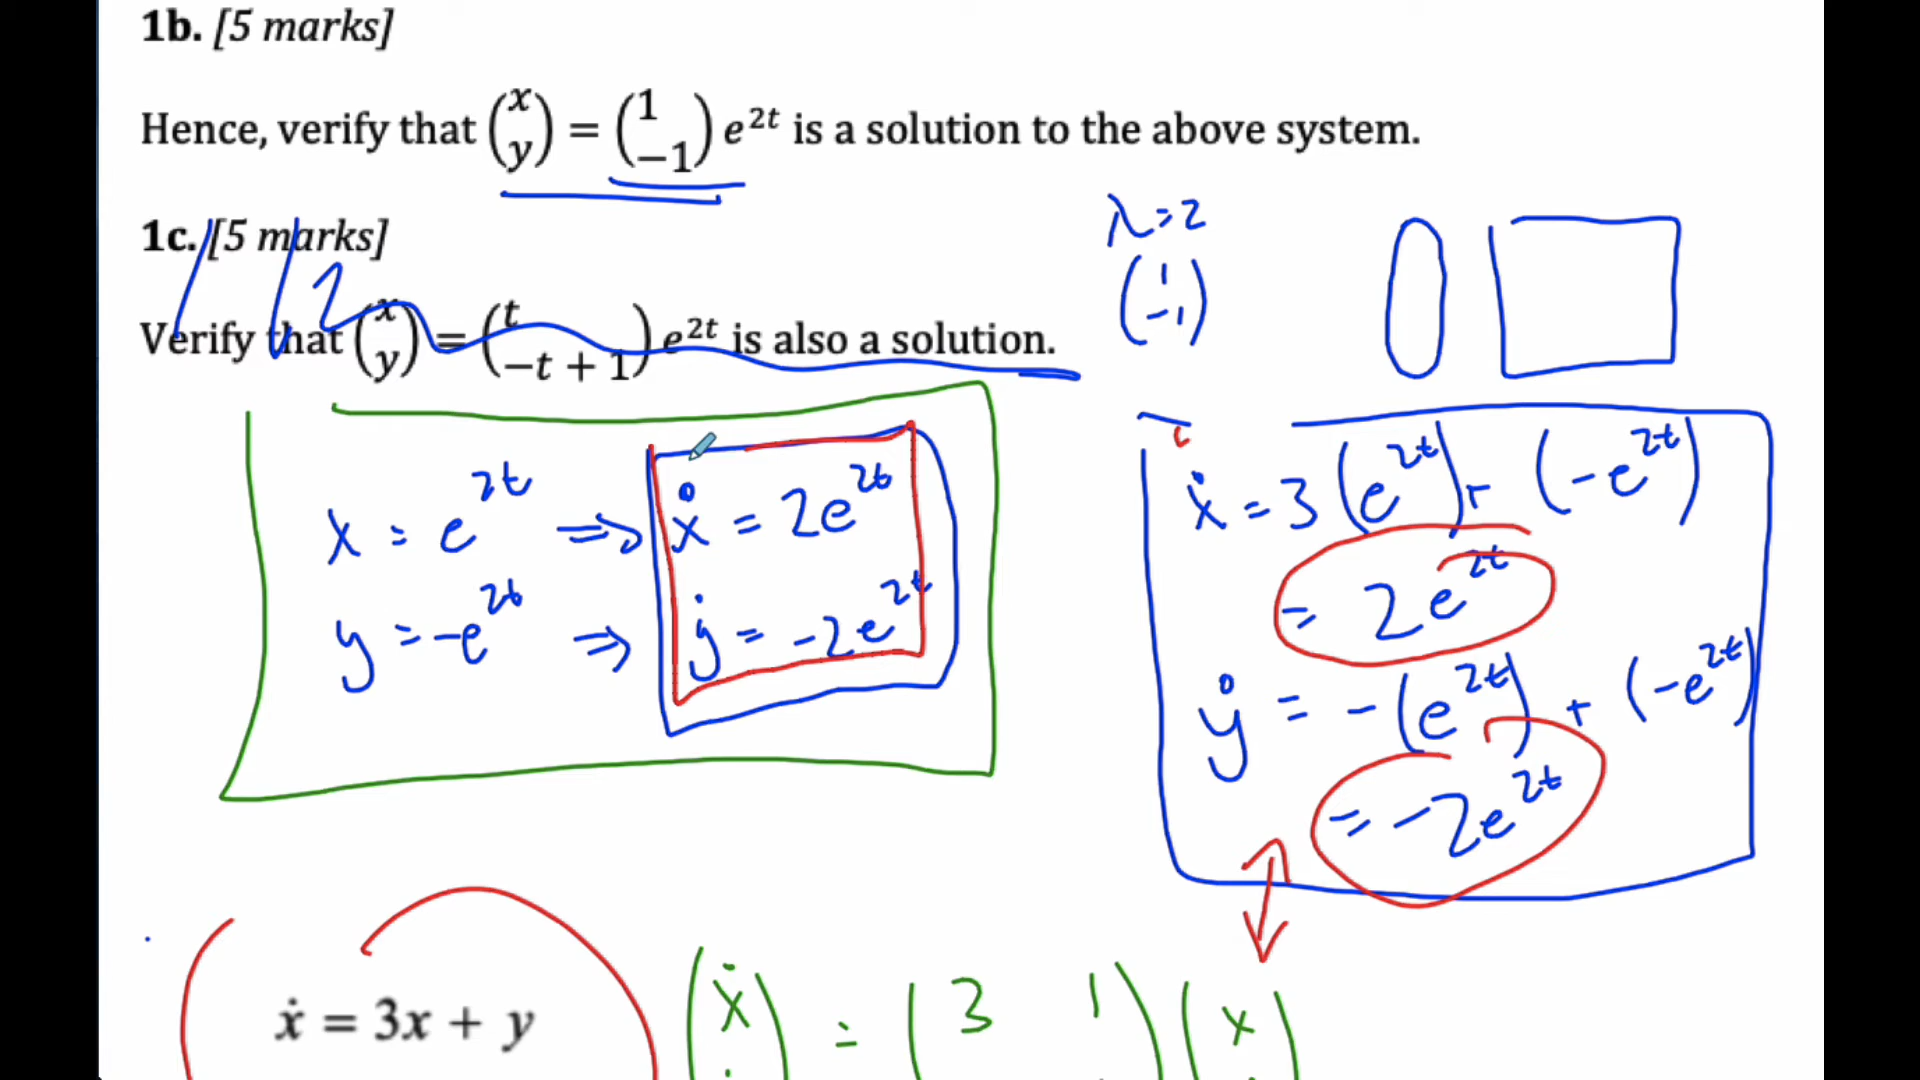 1b. [5 marks]
Hence, verify that (x y) = (1 −1) e^{2t} is a solution to the above system.
1c. [5 marks]
λ=2
(1 −1)
Verify that (x y) = (t −t + 1) e^{2t} is also a solution.
x = e^{2t} ⇒ ẋ = 2e^{2t}
y = −e^{2t} ⇒ ẏ = −2e^{2t}
ẋ = 3(e^{2t}) + (−e^{2t})
= 2e^{2t}
ẏ = −(e^{2t}) + (−e^{2t})
= −2e^{2t}
ẋ = 3x + y
(ẋ = (3 1) (x)